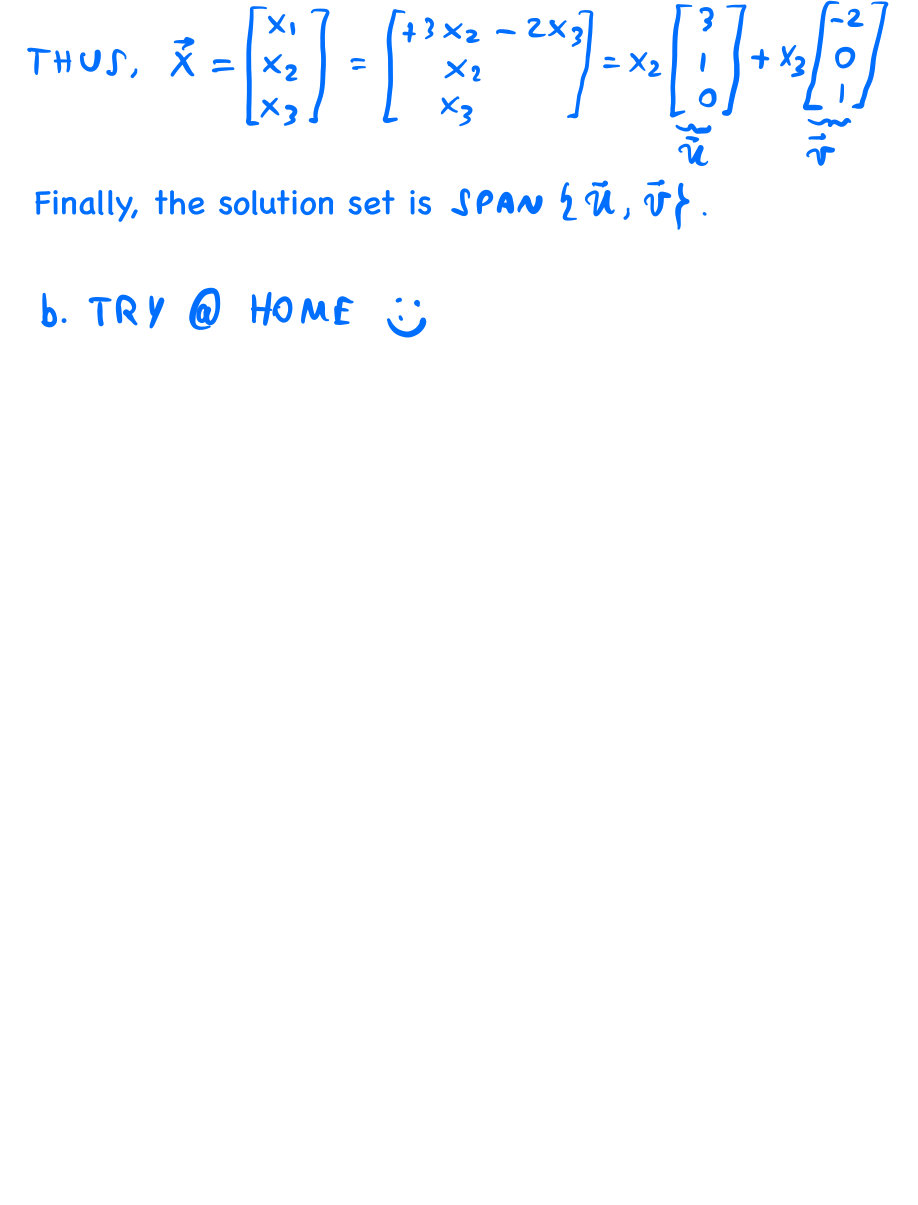 THUS, x⃗ = [x₁ x₂ x₃] = [+3x₂ - 2x₃ x₂ x₃] = x₂ [3 1 0] + x₃ [-2 0 1]
u⃗ v⃗
Finally, the solution set is SPAN {u⃗, v⃗}.
b. TRY @ HOME